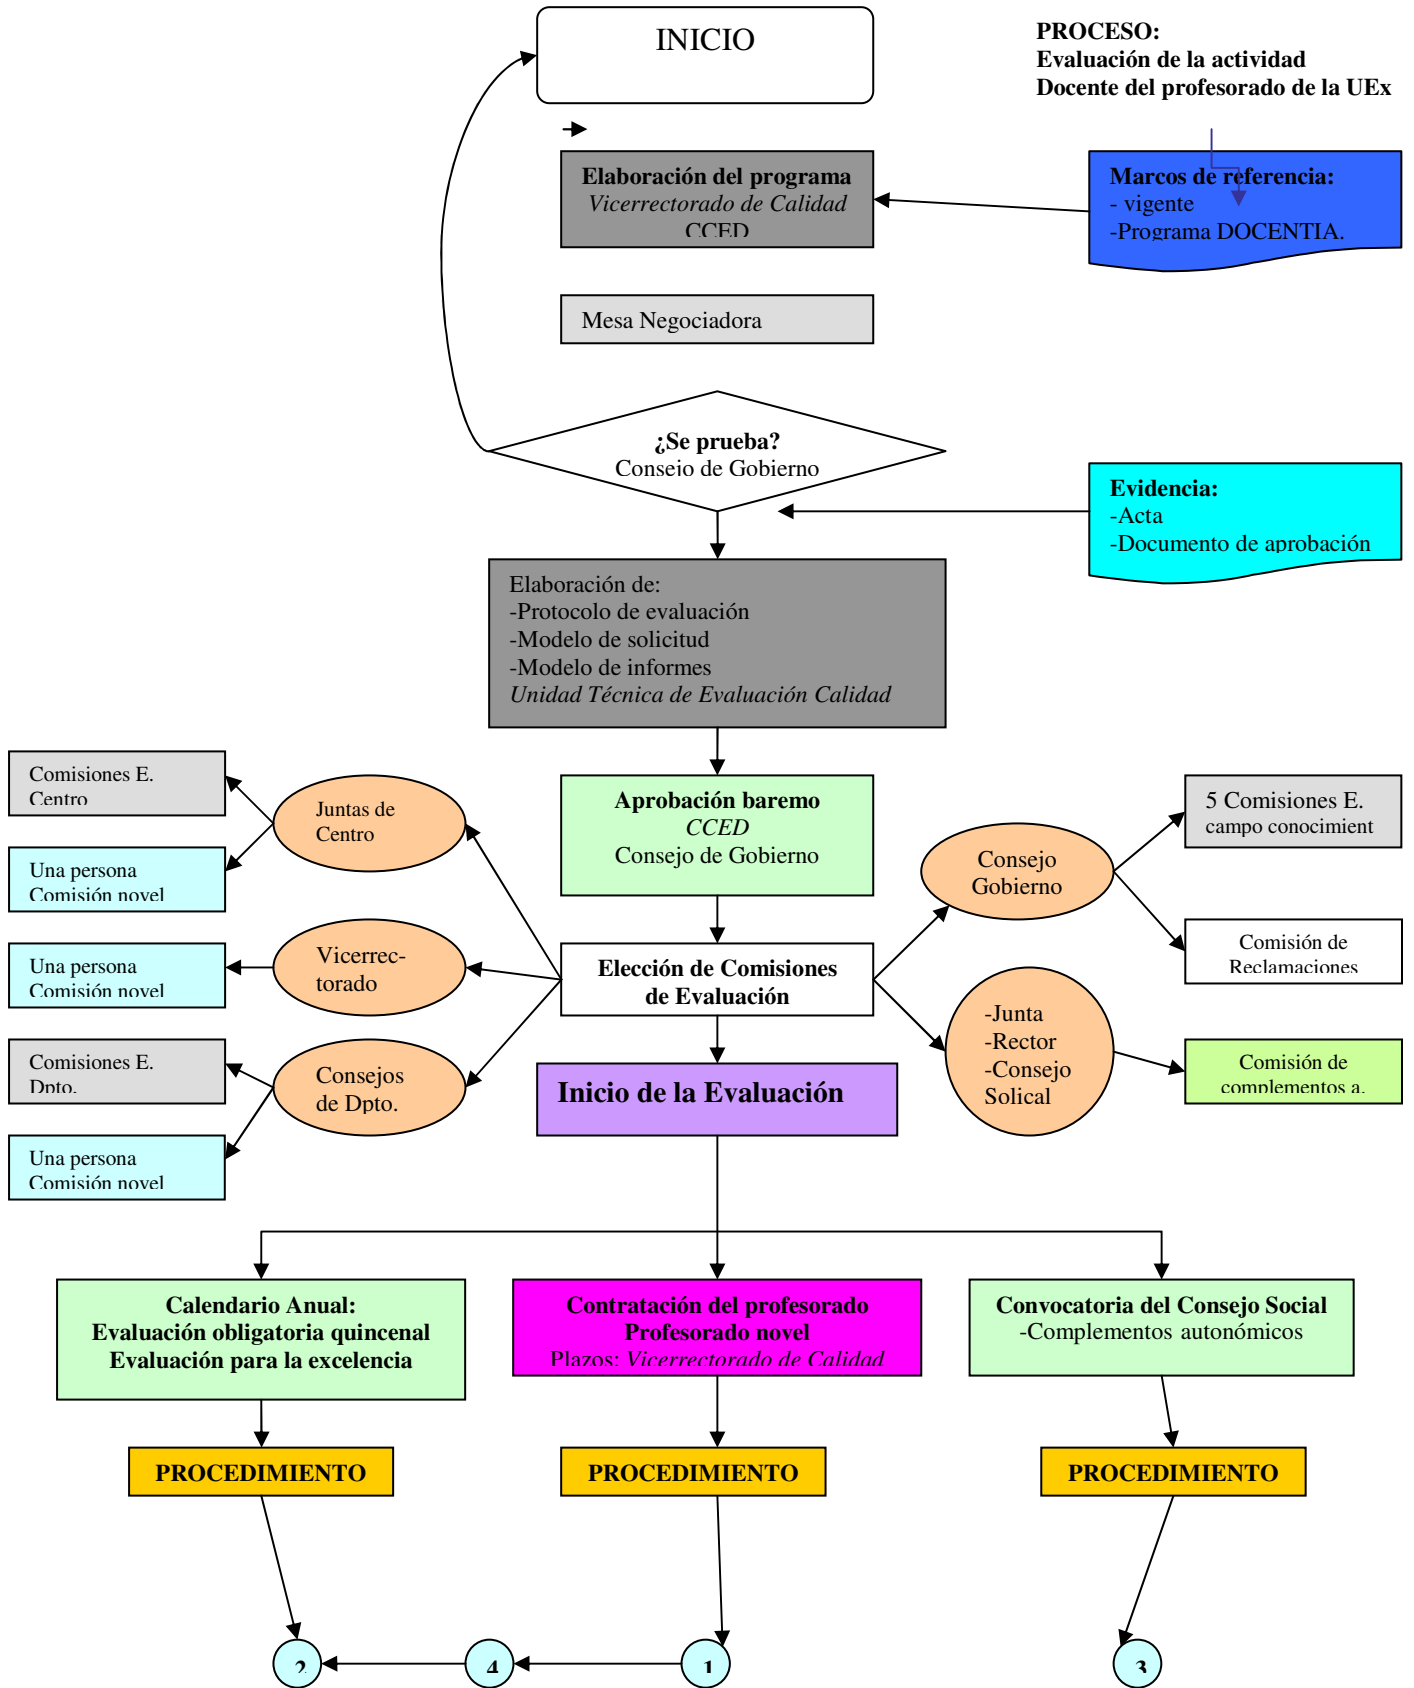 INICIO
PROCESO:
Evaluación de la actividad
Docente del profesorado de la UEx
Elaboración del programa
Vicerrectorado de Calidad
CCED
Marcos de referencia:
- vigente
-Programa DOCENTIA.
Mesa Negociadora
¿Se prueba?
Consejo de Gobierno
Evidencia:
-Acta
-Documento de aprobación
Elaboración de:
-Protocolo de evaluación
-Modelo de solicitud
-Modelo de informes
Unidad Técnica de Evaluación Calidad
Comisiones E.
Centro
Una persona
Comisión novel
Juntas de
Centro
Aprobación baremo
CCED
Consejo de Gobierno
Consejo
Gobierno
5 Comisiones E.
campo conocimient
Comisión de
Reclamaciones
Una persona
Comisión novel
Vicerrec-
torado
Elección de Comisiones
de Evaluación
-Junta
-Rector
-Consejo
Solical
Comisión de
complementos a.
Comisiones E.
Dpto.
Una persona
Comisión novel
Consejos
de Dpto.
Inicio de la Evaluación
Calendario Anual:
Evaluación obligatoria quincenal
Evaluación para la excelencia
Contratación del profesorado
Profesorado novel
Plazos: Vicerrectorado de Calidad
Convocatoria del Consejo Social
-Complementos autonómicos
PROCEDIMIENTO
PROCEDIMIENTO
PROCEDIMIENTO
2
4
1
3